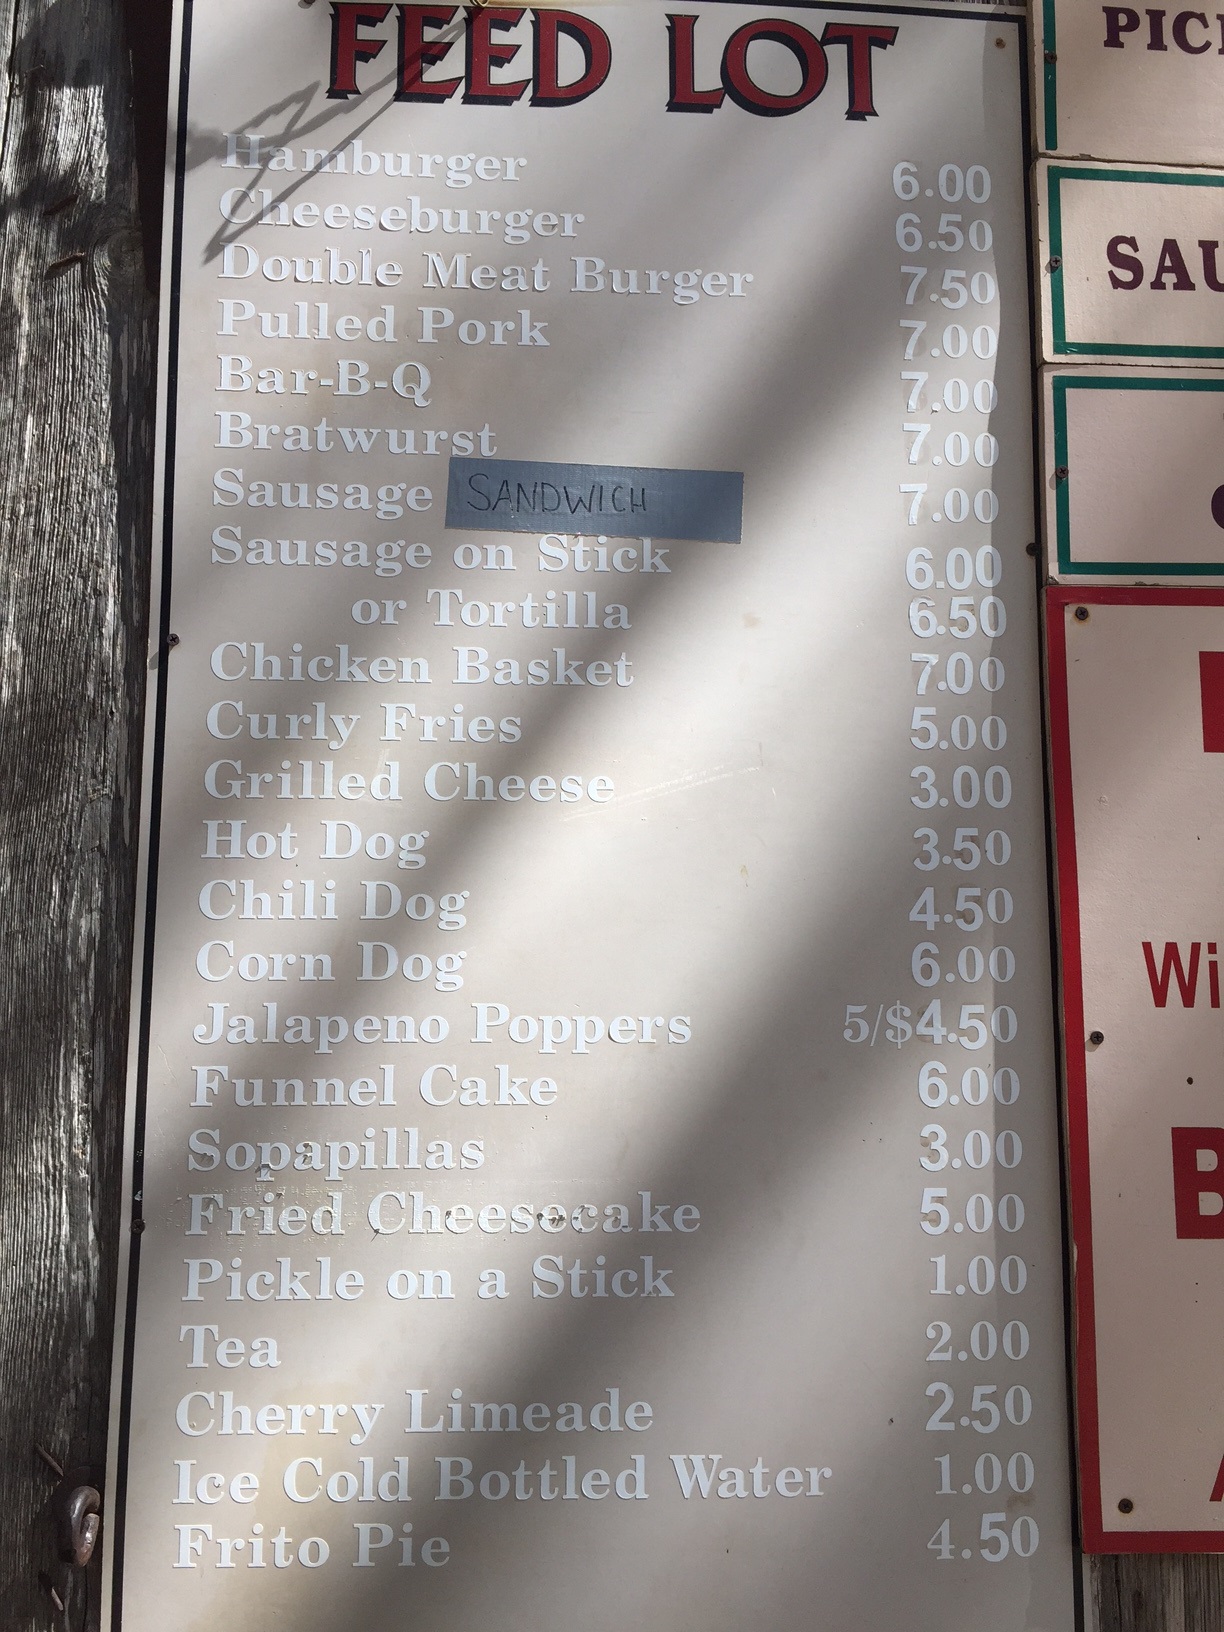 FEED LOT
Hamburger 6.00
Cheeseburger 6.50
Double Meat Burger 7.50
Pulled Pork 7.00
Bar-B-Q 7.00
Bratwurst 7.00
Sausage SANDWICH 7.00
Sausage on Stick 6.00
or Tortilla 6.50
Chicken Basket 7.00
Curly Fries 5.00
Grilled Cheese 3.00
Hot Dog 3.50
Chili Dog 4.50
Corn Dog 6.00
Jalapeno Poppers 5/$4.50
Funnel Cake 6.00
Sopapillas 3.00
Fried Cheesecake 5.00
Pickle on a Stick 1.00
Tea 2.00
Cherry Limeade 2.50
Ice Cold Bottled Water 1.00
Frito Pie 4.50
PIC
SAU
Wi
B